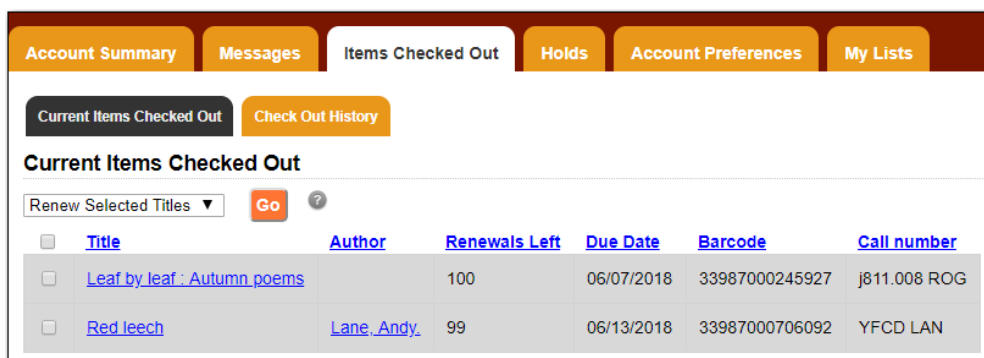 Account Summary Messages Items Checked Out Holds Account Preferences My Lists
Current Items Checked Out Check Out History
Current Items Checked Out
Renew Selected Titles ▼ Go ?
Title Author Renewals Left Due Date Barcode Call number
Leaf by leaf : Autumn poems 100 06/07/2018 33987000245927 j811.008 ROG
Red leech Lane, Andy. 99 06/13/2018 33987000706092 YFCD LAN